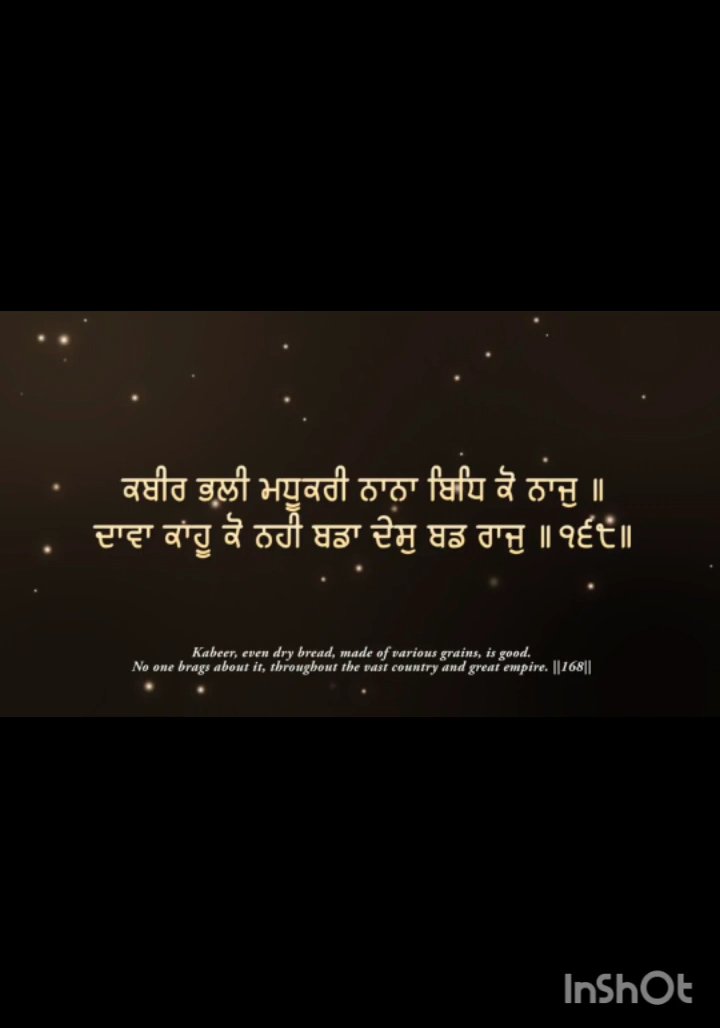 ਕਬੀਰ ਭਲੀ ਮਧੂਕਰੀ ਨਾਨਾ ਬਿਧਿ ਕੋ ਨਾਜੁ ॥
ਦਾਵਾ ਕਾਹੂ ਕੋ ਨਹੀ ਬਡਾ ਦੇਸੁ ਬਡ ਰਾਜੁ ॥੧੬੮॥
Kabeer, even dry bread, made of various grains, is good.
No one brags about it, throughout the vast country and great empire. ||168||
InShOt